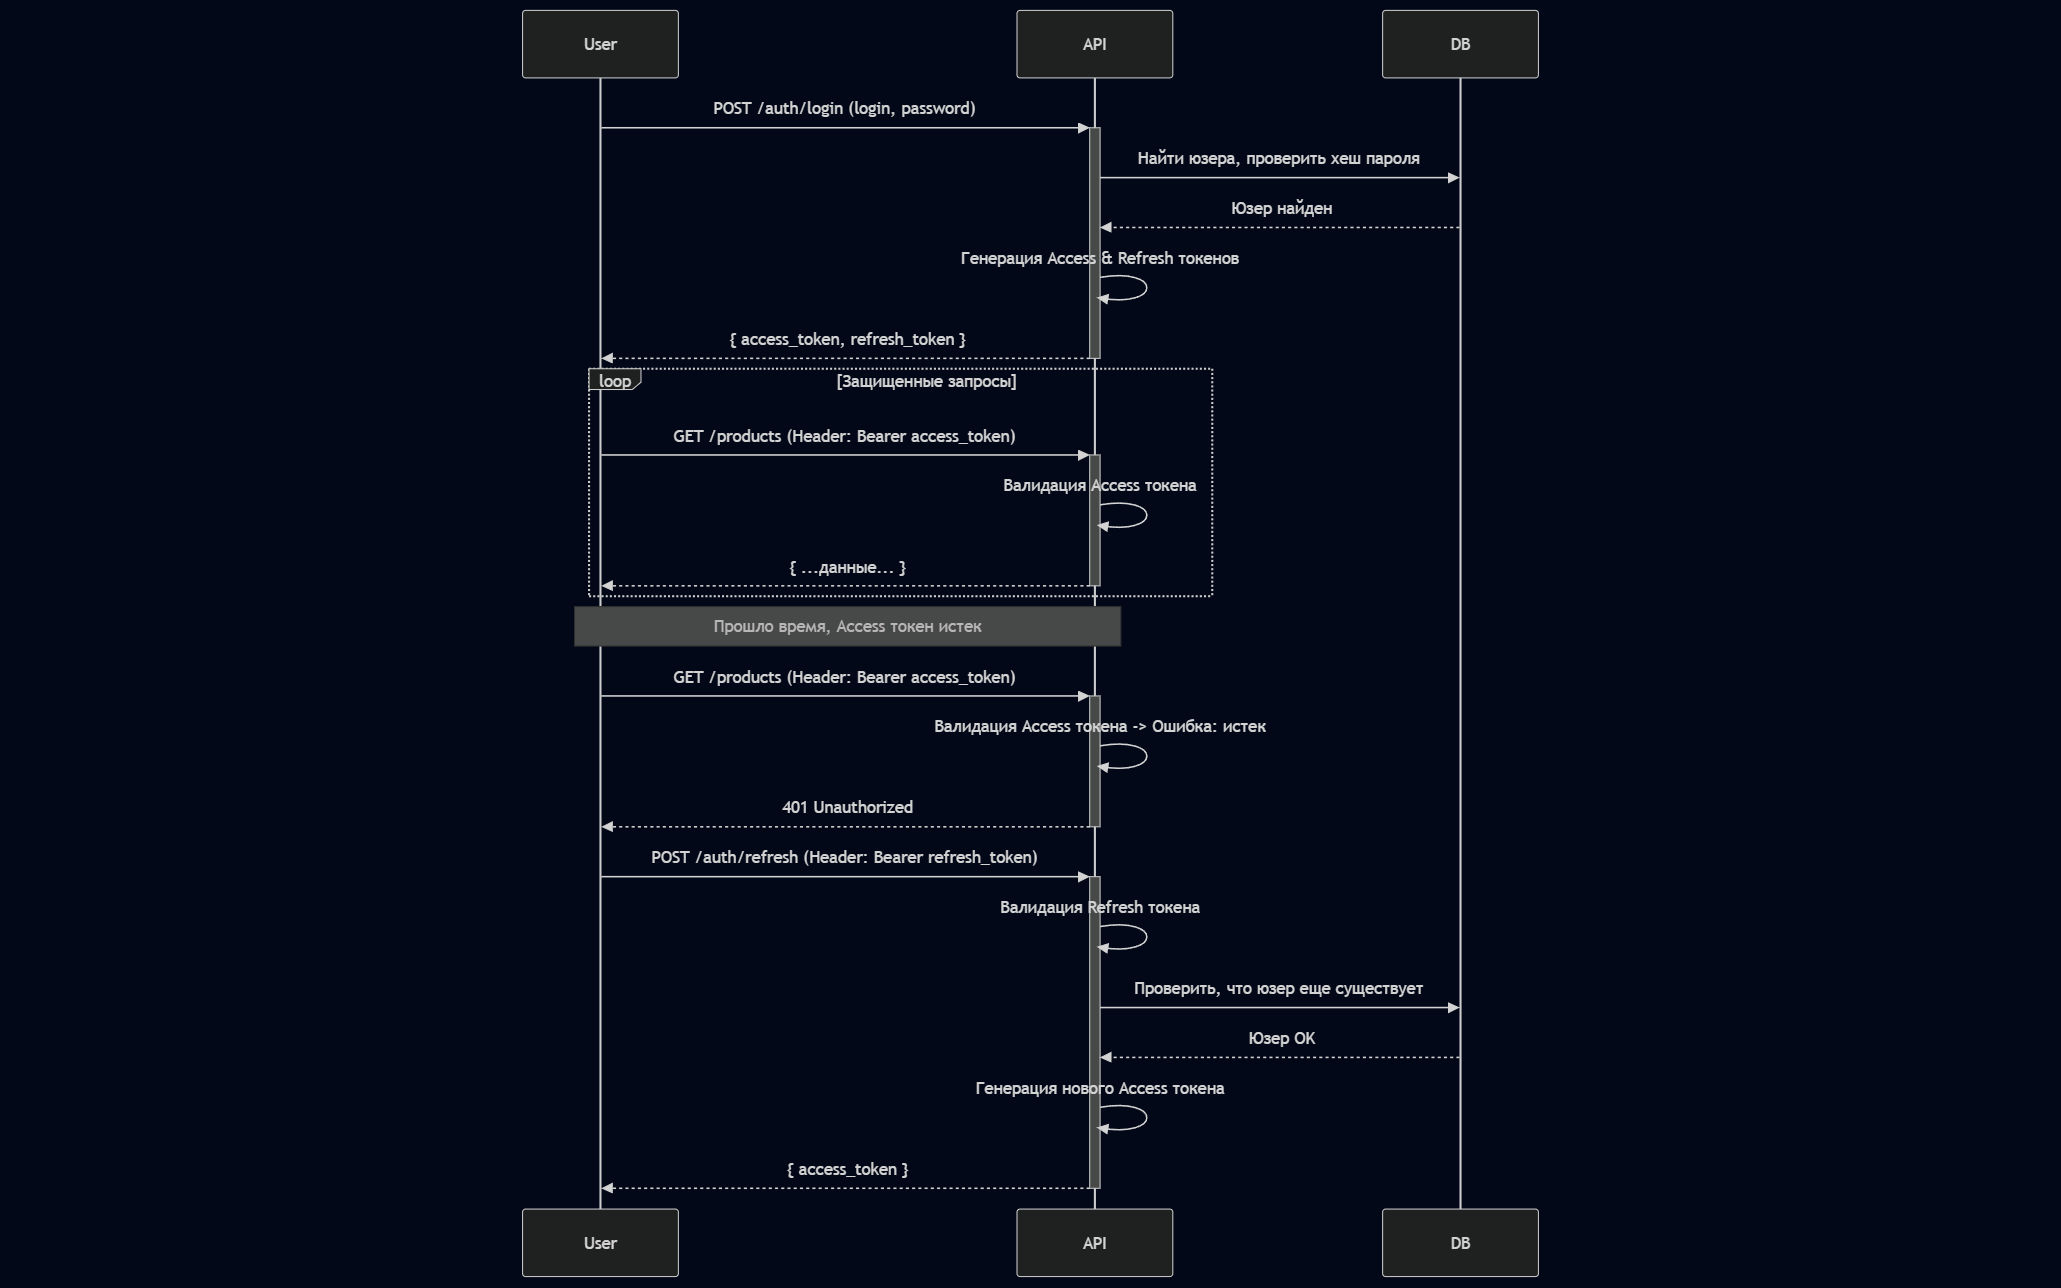 User
API
DB
POST /auth/login (login, password)
Найти юзера, проверить хеш пароля
Юзер найден
Генерация Access & Refresh токенов
{ access_token, refresh_token }
loop
[Защищенные запросы]
GET /products (Header: Bearer access_token)
Валидация Access токена
{ ...данные... }
Прошло время, Access токен истек
GET /products (Header: Bearer access_token)
Валидация Access токена -> Ошибка: истек
401 Unauthorized
POST /auth/refresh (Header: Bearer refresh_token)
Валидация Refresh токена
Проверить, что юзер еще существует
Юзер OK
Генерация нового Access токена
{ access_token }
User
API
DB